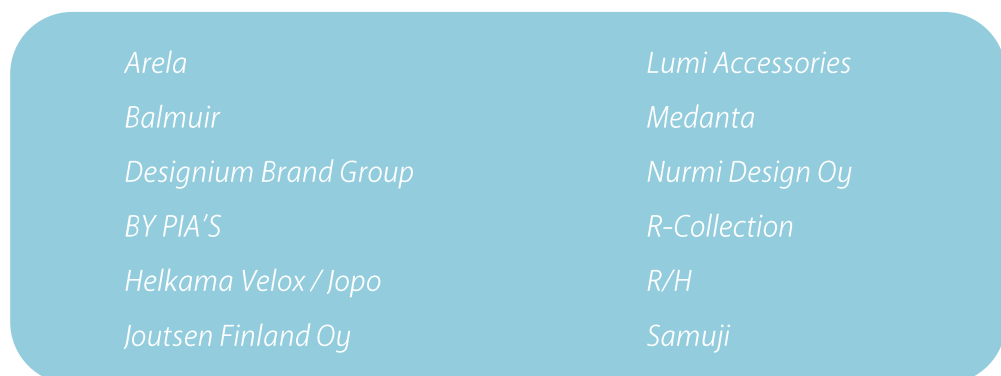 Arela
Balmuir
Designium Brand Group
BY PIA’S
Helkama Velox / Jopo
Joutsen Finland Oy
Lumi Accessories
Medanta
Nurmi Design Oy
R-Collection
R/H
Samuji